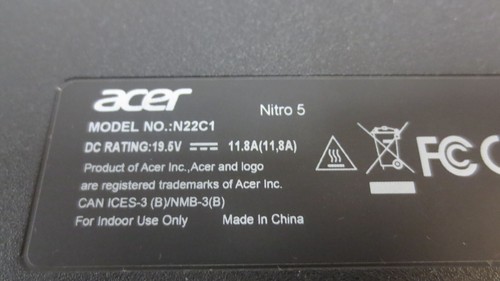 acer Nitro 5
MODEL NO.:N22C1
DC RATING:19.5V ⎓ 11.8A(11,8A)
Product of Acer Inc.,Acer and logo
are registered trademarks of Acer Inc.
CAN ICES-3 (B)/NMB-3(B)
For Indoor Use Only Made In China
FC